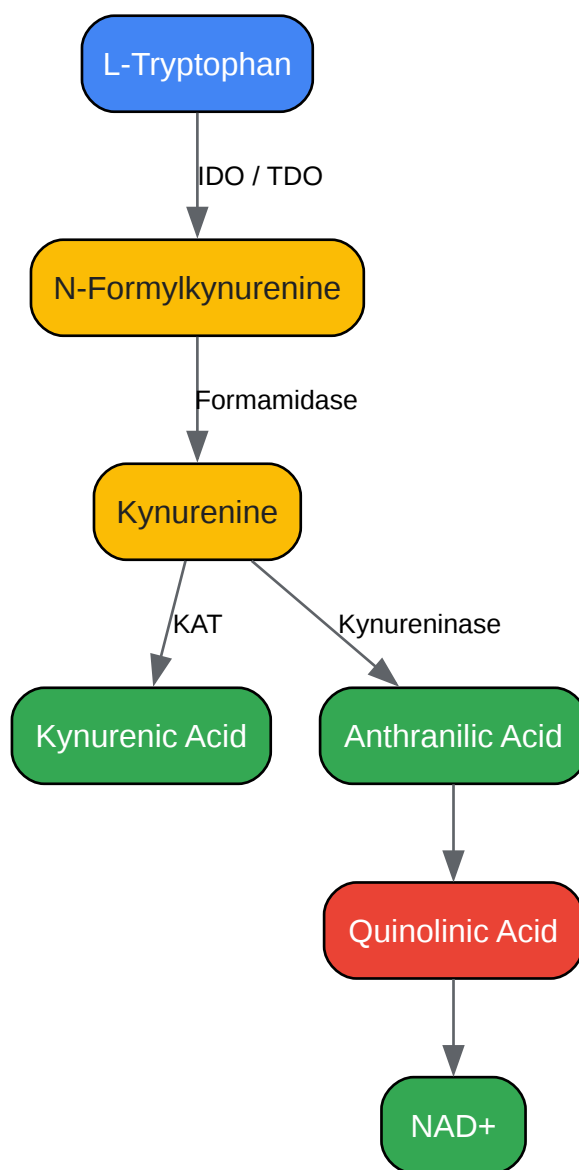 L-Tryptophan
IDO / TDO
N-Formylkynurenine
Formamidase
Kynurenine
KAT
Kynureninase
Kynurenic Acid
Anthranilic Acid
Quinolinic Acid
NAD+